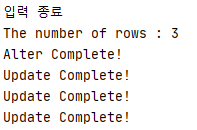 입력 종료
The number of rows : 3
Alter Complete!
Update Complete!
Update Complete!
Update Complete!